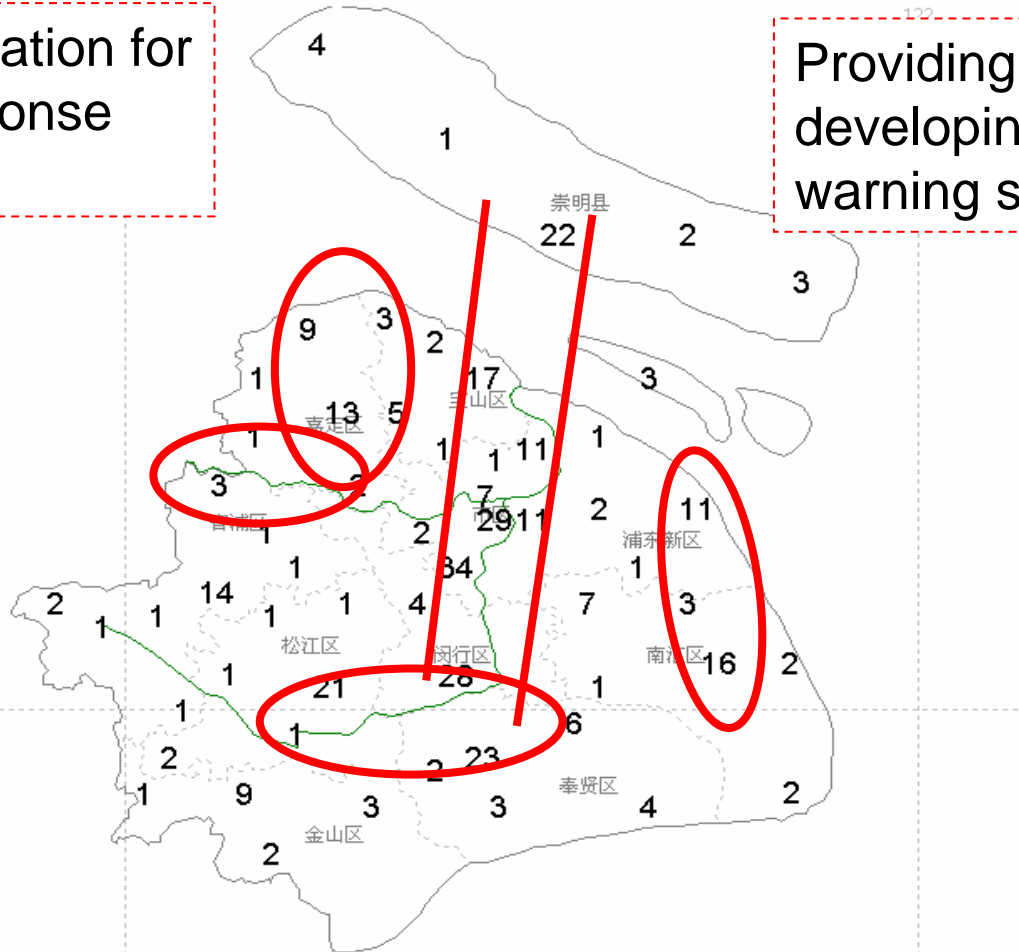 122
ation for
onse
Providing
developin
warning s
4
1
崇明县
22 2
3
9 3
2
1 17 3
宝山区
13 5
嘉定区
1 1 1 11 1
3 2
7
29 11 2 11
市区
青浦区
1 2
浦东新区
1 34 1
14
2 1 1 1 1 4 7 3
松江区 闵行区 南汇区
1 21 28 1 16 2
1 1 6
2 2 23
奉贤区
1 9 3 3 4 2
金山区
2